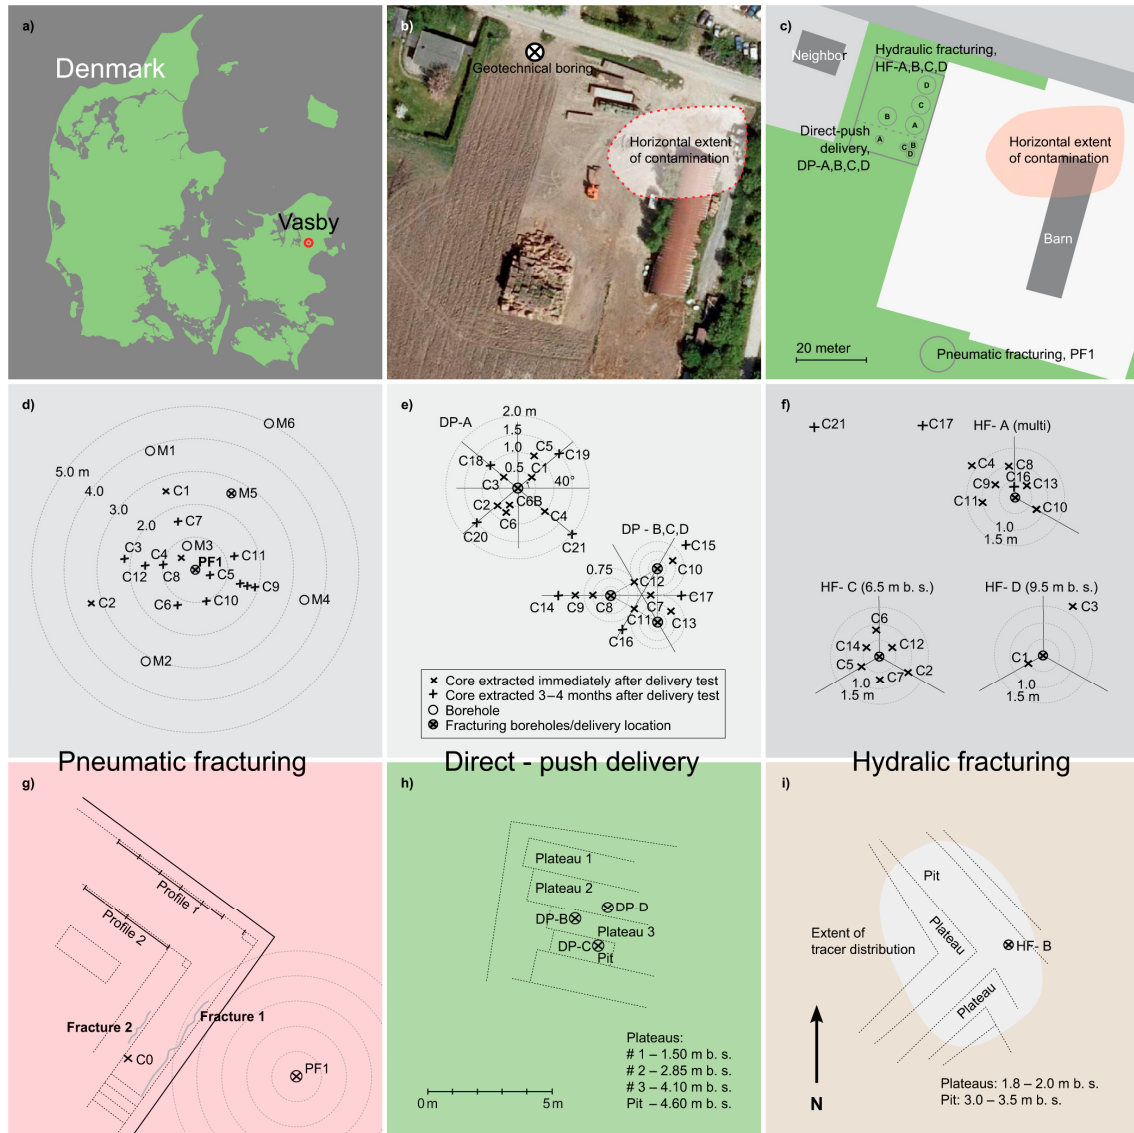 a)
Denmark
Vasby
b)
Geotechnical boring
Horizontal extent
of contamination
c)
Neighbor
Hydraulic fracturing,
HF-A,B,C,D
D
C
B
A
Direct-push
delivery,
DP-A,B,C,D
A
B
C
D
Horizontal extent
of contamination
Barn
20 meter
Pneumatic fracturing, PF1
d)
M6
M1
5.0 m
4.0
C1
M5
3.0
2.0
C7
C3
C4
M3
PF1
C11
C12
C8
C5
C9
C2
C6
C10
M4
M2
e)
DP-A
2.0 m
1.5
1.0
0.5
C5
C19
C18
C1
C3
40°
C2
C6B
C6
C4
C20
C21
DP - B,C,D
C15
0.75
C10
C12
C14
C9
C8
C7
C17
C11
C13
C16
Core extracted immediately after delivery test
Core extracted 3–4 months after delivery test
Borehole
Fracturing boreholes/delivery location
f)
C21
C17
HF- A (multi)
C4
C8
C16
C9
C13
C11
C10
1.0
1.5 m
HF- C (6.5 m b. s.)
C6
C14
C12
C5
C7
C2
1.0
1.5 m
HF- D (9.5 m b. s.)
C3
C1
1.0
1.5 m
Pneumatic fracturing
Direct - push delivery
Hydralic fracturing
g)
Profile 1
Profile 2
Fracture 2
Fracture 1
C0
PF1
h)
Plateau 1
Plateau 2
DP-D
DP-B
Plateau 3
DP-C
Pit
Plateaus:
# 1 – 1.50 m b. s.
# 2 – 2.85 m b. s.
# 3 – 4.10 m b. s.
Pit – 4.60 m b. s.
0 m
5 m
i)
Pit
Plateau
Extent of
tracer distribution
HF- B
Plateau
N
Plateaus: 1.8 – 2.0 m b. s.
Pit: 3.0 – 3.5 m b. s.